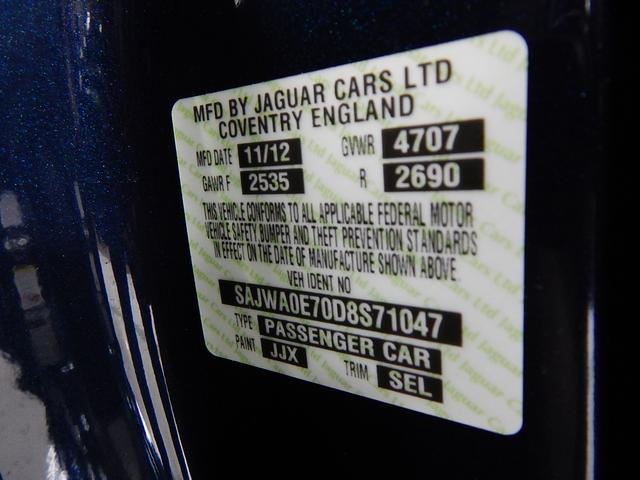 MFD BY JAGUAR CARS LTD
COVENTRY ENGLAND
MFD DATE 11/12 GVWR 4707
GAWR F 2535 R 2690
THIS VEHICLE CONFORMS TO ALL APPLICABLE FEDERAL MOTOR
VEHICLE SAFETY BUMPER AND THEFT PREVENTION STANDARDS
IN EFFECT ON THE DATE OF MANUFACTURE SHOWN ABOVE
VEH IDENT NO
SAJWA0E70D8S71047
TYPE PASSENGER CAR
PAINT JJX TRIM SEL